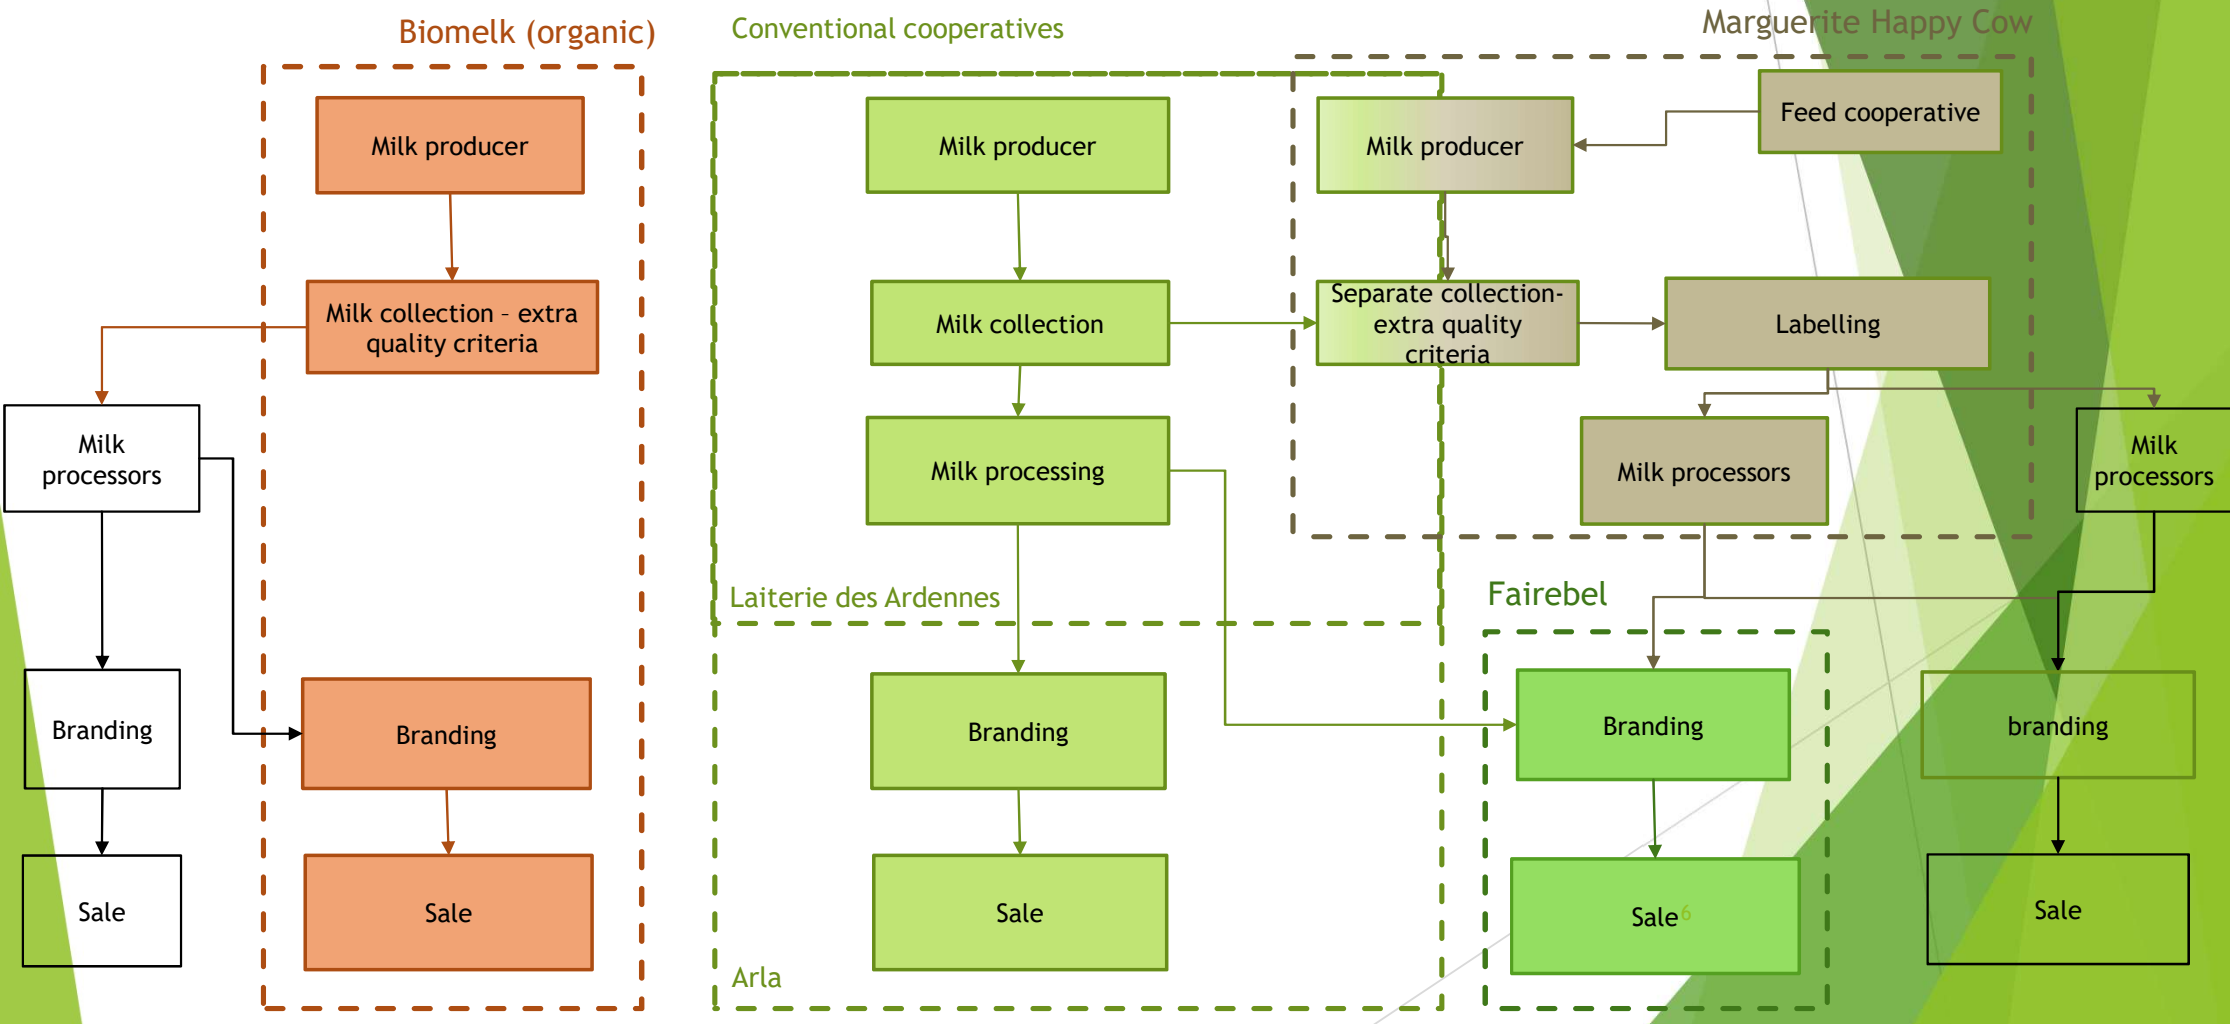 Biomelk (organic)
Conventional cooperatives
Marguerite Happy Cow
Milk producer
Milk producer
Milk producer
Feed cooperative
Milk collection – extra
quality criteria
Milk collection
Separate collection-
extra quality
criteria
Labelling
Milk
processors
Milk processing
Milk processors
Milk
processors
Laiterie des Ardennes
Fairebel
Branding
Branding
Branding
Branding
branding
Sale
Sale
Sale
Sale6
Sale
Arla